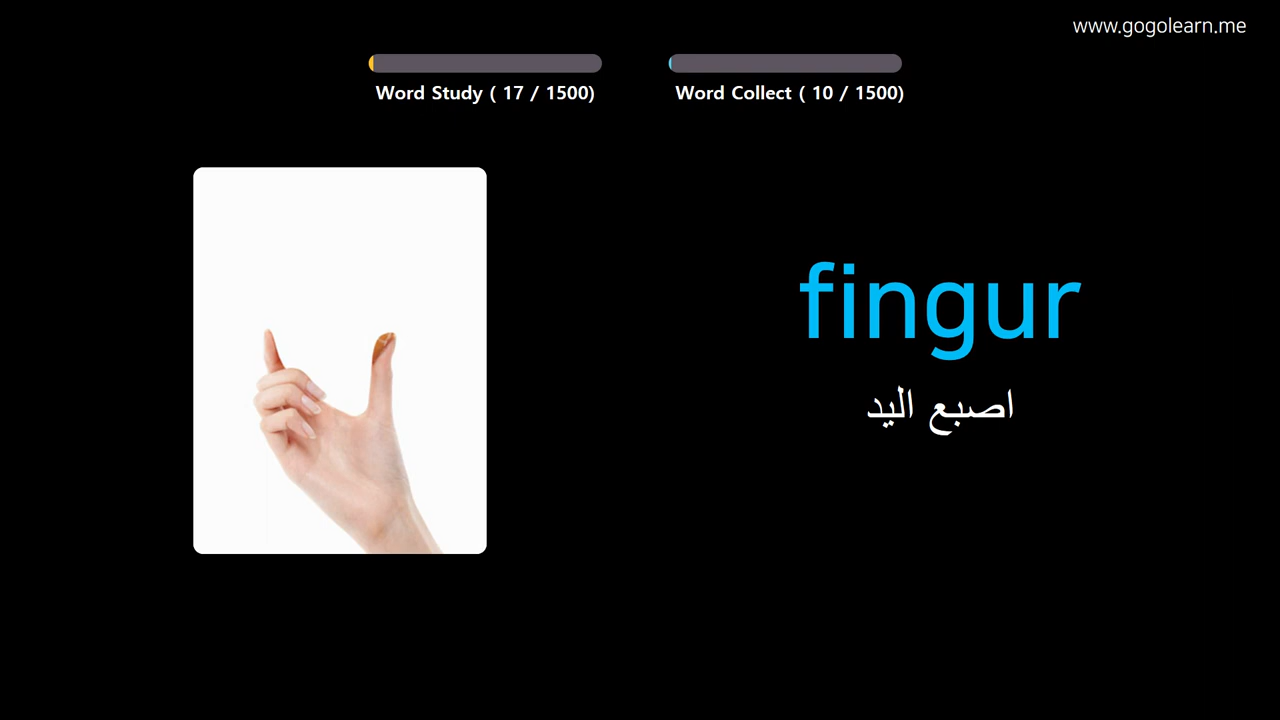 www.gogolearn.me
Word Study ( 17 / 1500)
Word Collect ( 10 / 1500)
fingur
اصبع اليد